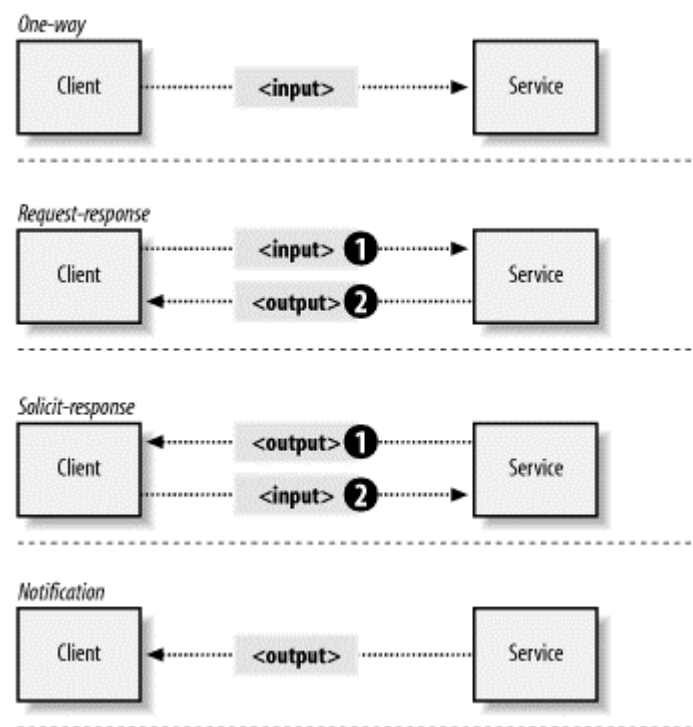 One-way
Client <input> Service
Request-response
Client <input> 1 Service
<output> 2
Solicit-response
Client <output> 1 Service
<input> 2
Notification
Client <output> Service